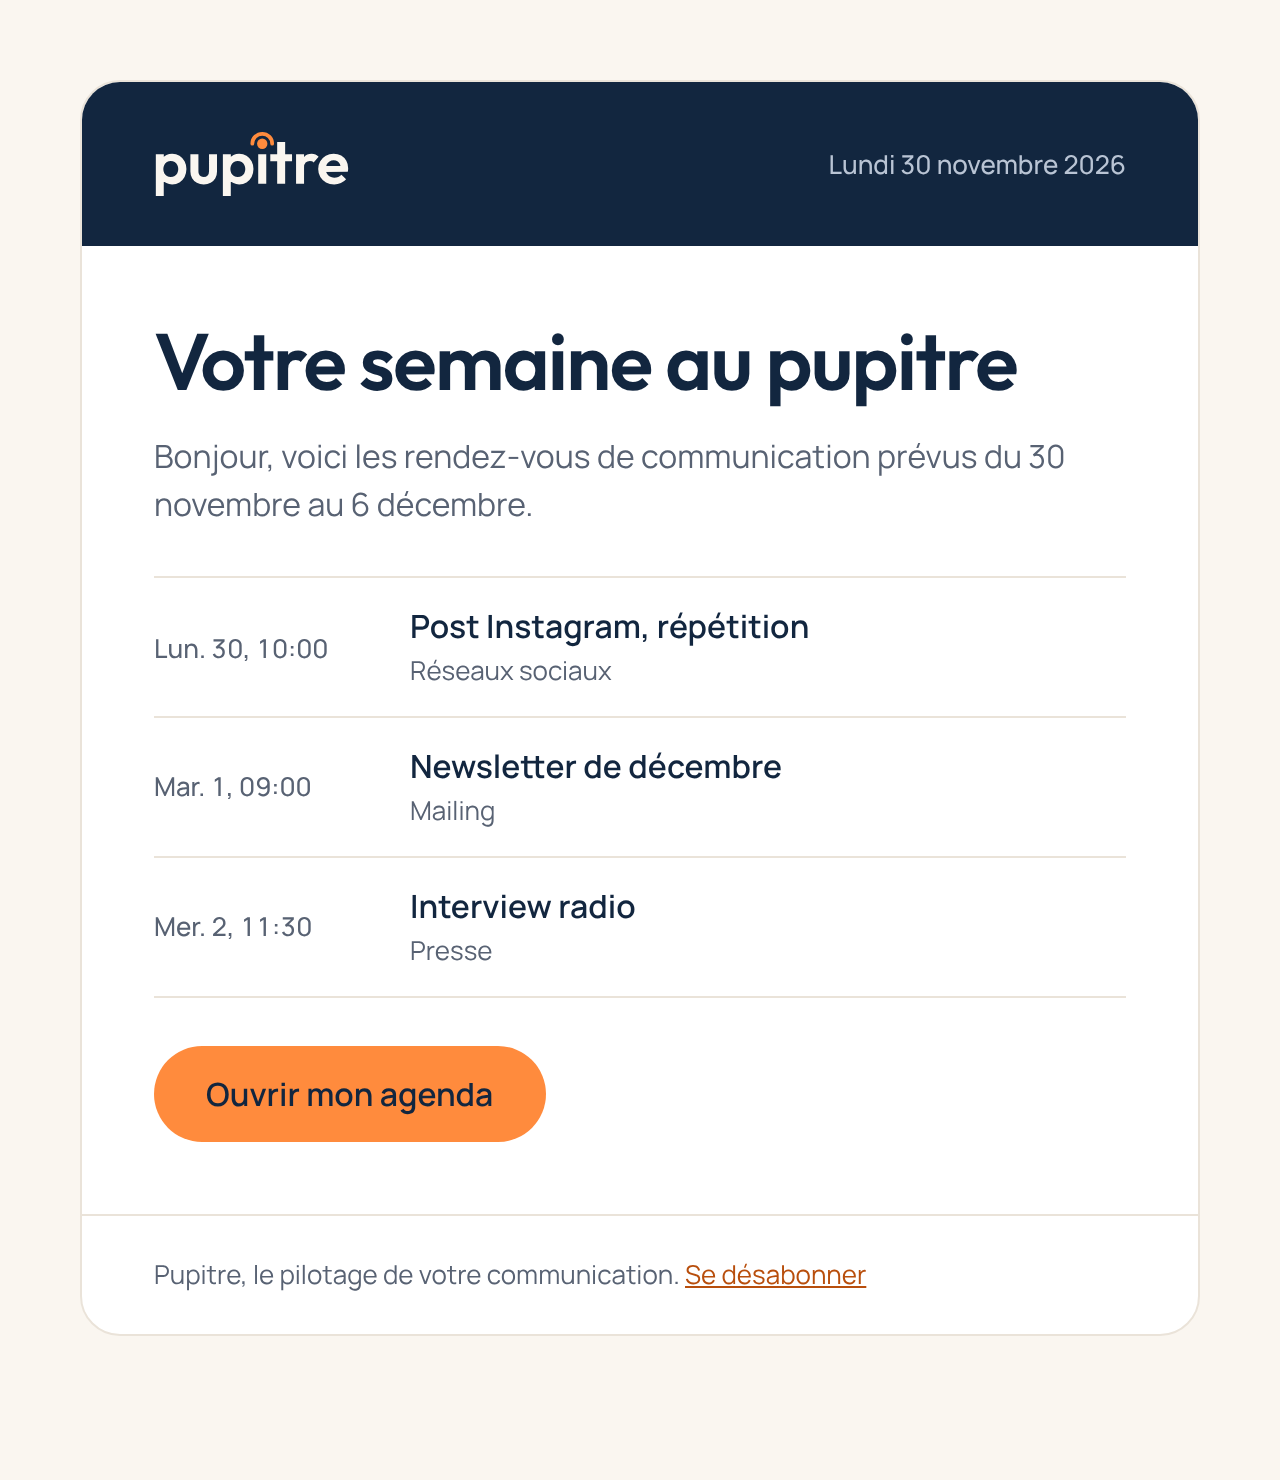 pupitre
Lundi 30 novembre 2026
Votre semaine au pupitre
Bonjour, voici les rendez-vous de communication prévus du 30
novembre au 6 décembre.
Lun. 30, 10:00
Post Instagram, répétition
Réseaux sociaux
Mar. 1, 09:00
Newsletter de décembre
Mailing
Mer. 2, 11:30
Interview radio
Presse
Ouvrir mon agenda
Pupitre, le pilotage de votre communication. Se désabonner